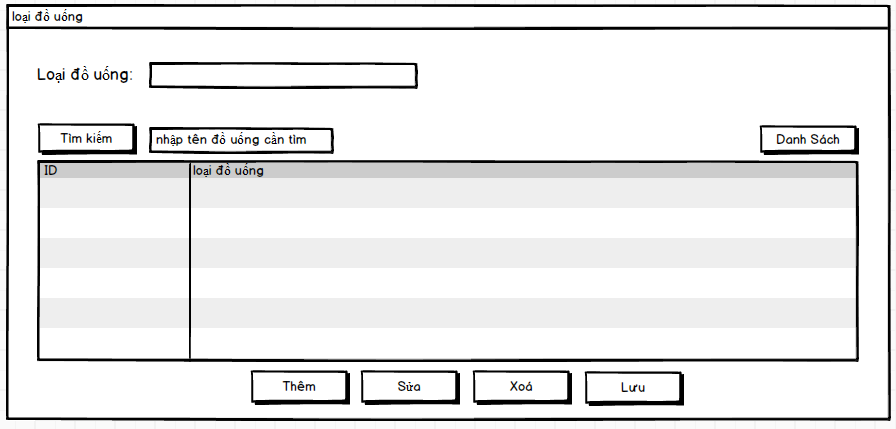 loại đồ uống
Loại đồ uống:
Tìm kiếm nhập tên đồ uống cần tìm Danh Sách
ID loại đồ uống
Thêm Sửa Xoá Lưu